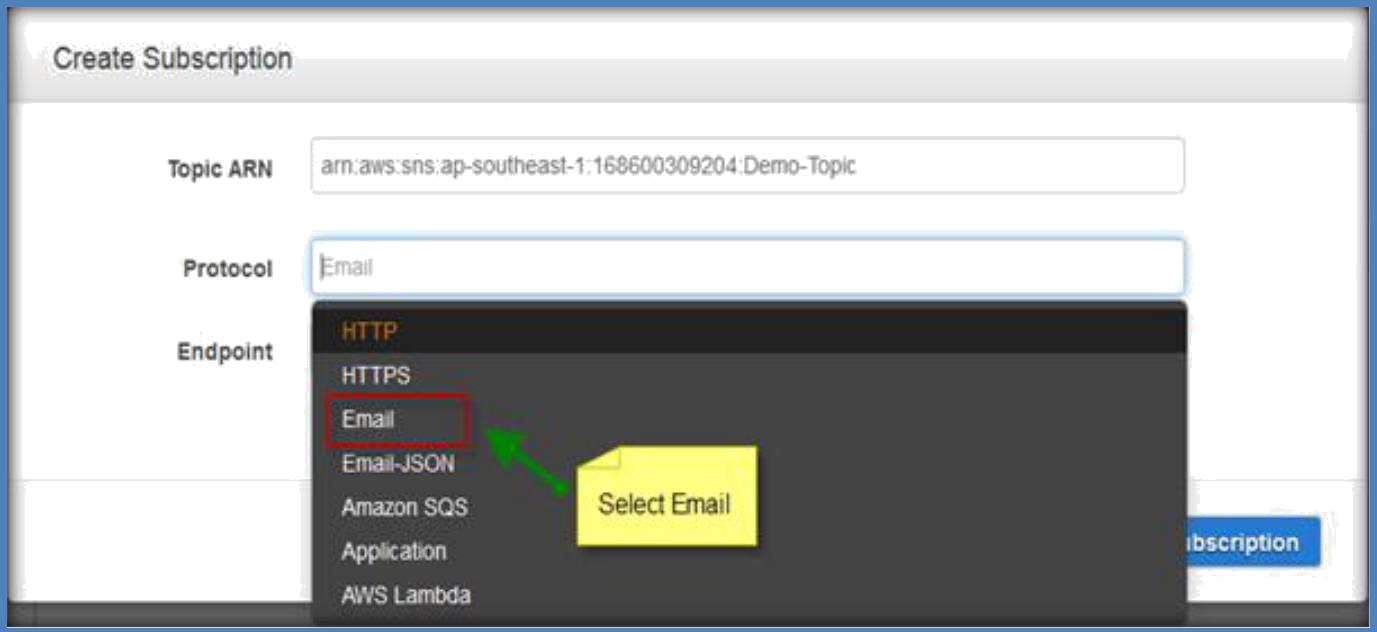 Create Subscription
Topic ARN
arn:aws:sns:ap-southeast-1:168600309204:Demo-Topic
Protocol
Email
Endpoint
HTTP
HTTPS
Email
Email-JSON
Amazon SQS
Application
AWS Lambda
Select Email
ubscription